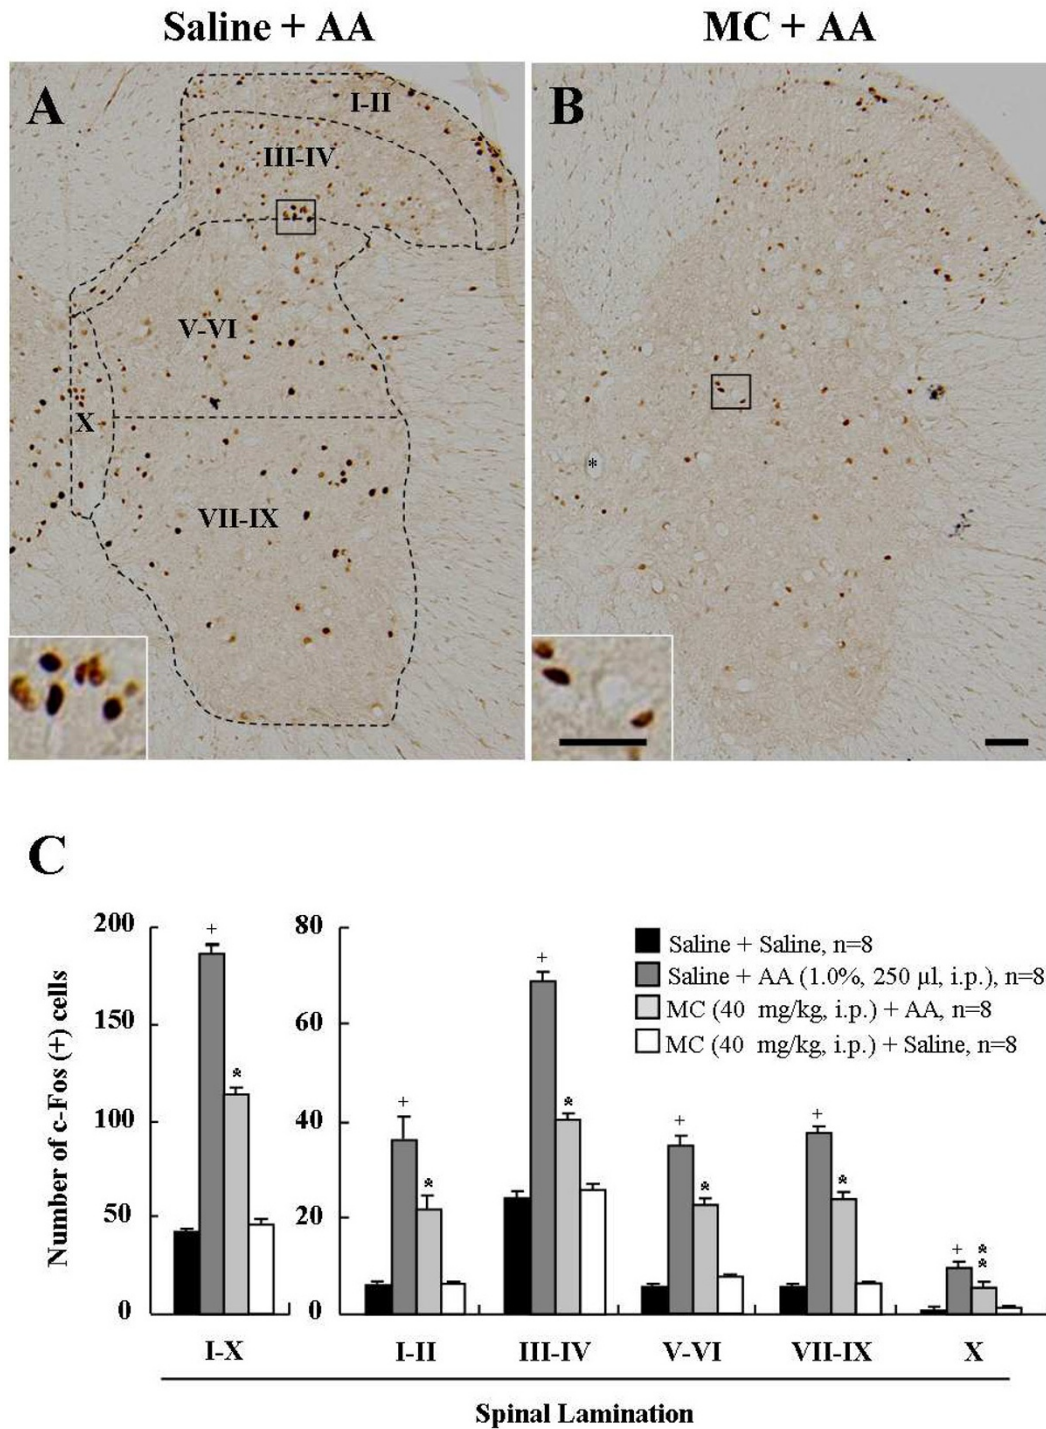 Saline + AA
MC + AA
A
I-II
III-IV
V-VI
X
VII-IX
B
*
C
Number of c-Fos (+) cells
200
150
100
50
0
80
60
40
20
0
+
*
+
*
+
*
+
*
+
*
+
*
*
Saline + Saline, n=8
Saline + AA (1.0%, 250 µl, i.p.), n=8
MC (40 mg/kg, i.p.) + AA, n=8
MC (40 mg/kg, i.p.) + Saline, n=8
I-X
I-II
III-IV
V-VI
VII-IX
X
Spinal Lamination